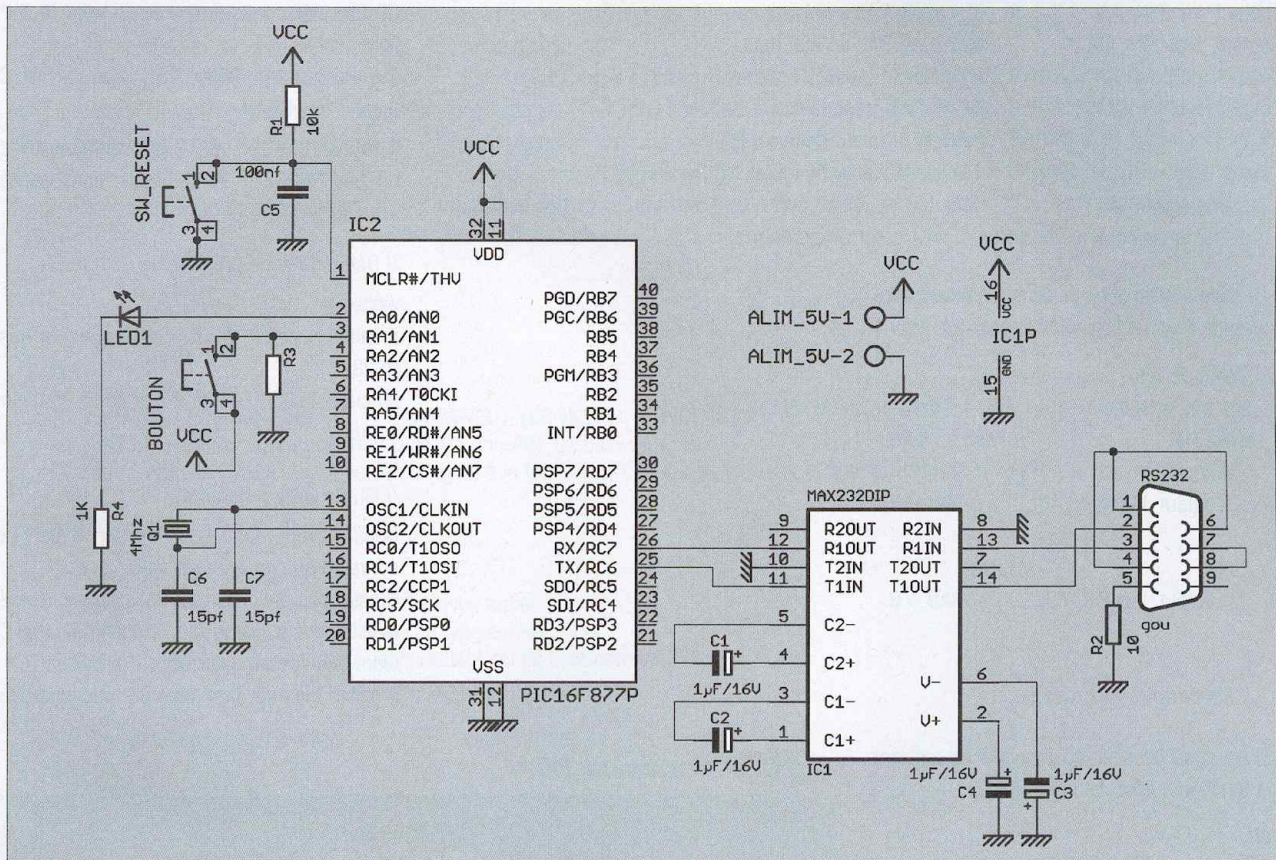 VCC
R1
10k
SW_RESET
1
2
3
4
100nf
C5
VCC
IC2
32
11
VDD
1
MCLR#/THV
2
RA0/AN0
3
RA1/AN1
4
RA2/AN2
5
RA3/AN3
6
RA4/T0CKI
7
RA5/AN4
8
RE0/RD#/AN5
9
RE1/WR#/AN6
10
RE2/CS#/AN7
13
OSC1/CLKIN
14
OSC2/CLKOUT
15
RC0/T1OSO
16
RC1/T1OSI
17
RC2/CCP1
18
RC3/SCK
19
RD0/PSP0
20
RD1/PSP1
PGD/RB7
40
PGC/RB6
39
RB5
38
RB4
37
PGM/RB3
36
RB2
35
RB1
34
INT/RB0
33
PSP7/RD7
30
PSP6/RD6
29
PSP5/RD5
28
PSP4/RD4
27
RX/RC7
26
TX/RC6
25
SDO/RC5
24
SDI/RC4
23
RD3/PSP3
22
RD2/PSP2
21
VSS
31
12
PIC16F877P
LED1
BOUTON
1
2
3
4
R3
VCC
1K
R4
4Mhz
Q1
C6
15pf
C7
15pf
VCC
ALIM_5V-1
ALIM_5V-2
VCC
16
VCC
IC1P
15
GND
MAX232DIP
9
R2OUT
R2IN
8
12
R1OUT
R1IN
13
10
T2IN
T2OUT
7
11
T1IN
T1OUT
14
5
C2-
4
C2+
3
C1-
1
C1+
V-
6
V+
2
IC1
C1
+
1µF/16V
C2
+
1µF/16V
1µF/16V
C4
+
1µF/16V
C3
+
RS232
1
2
3
4
5
6
7
8
9
gou
R2
10